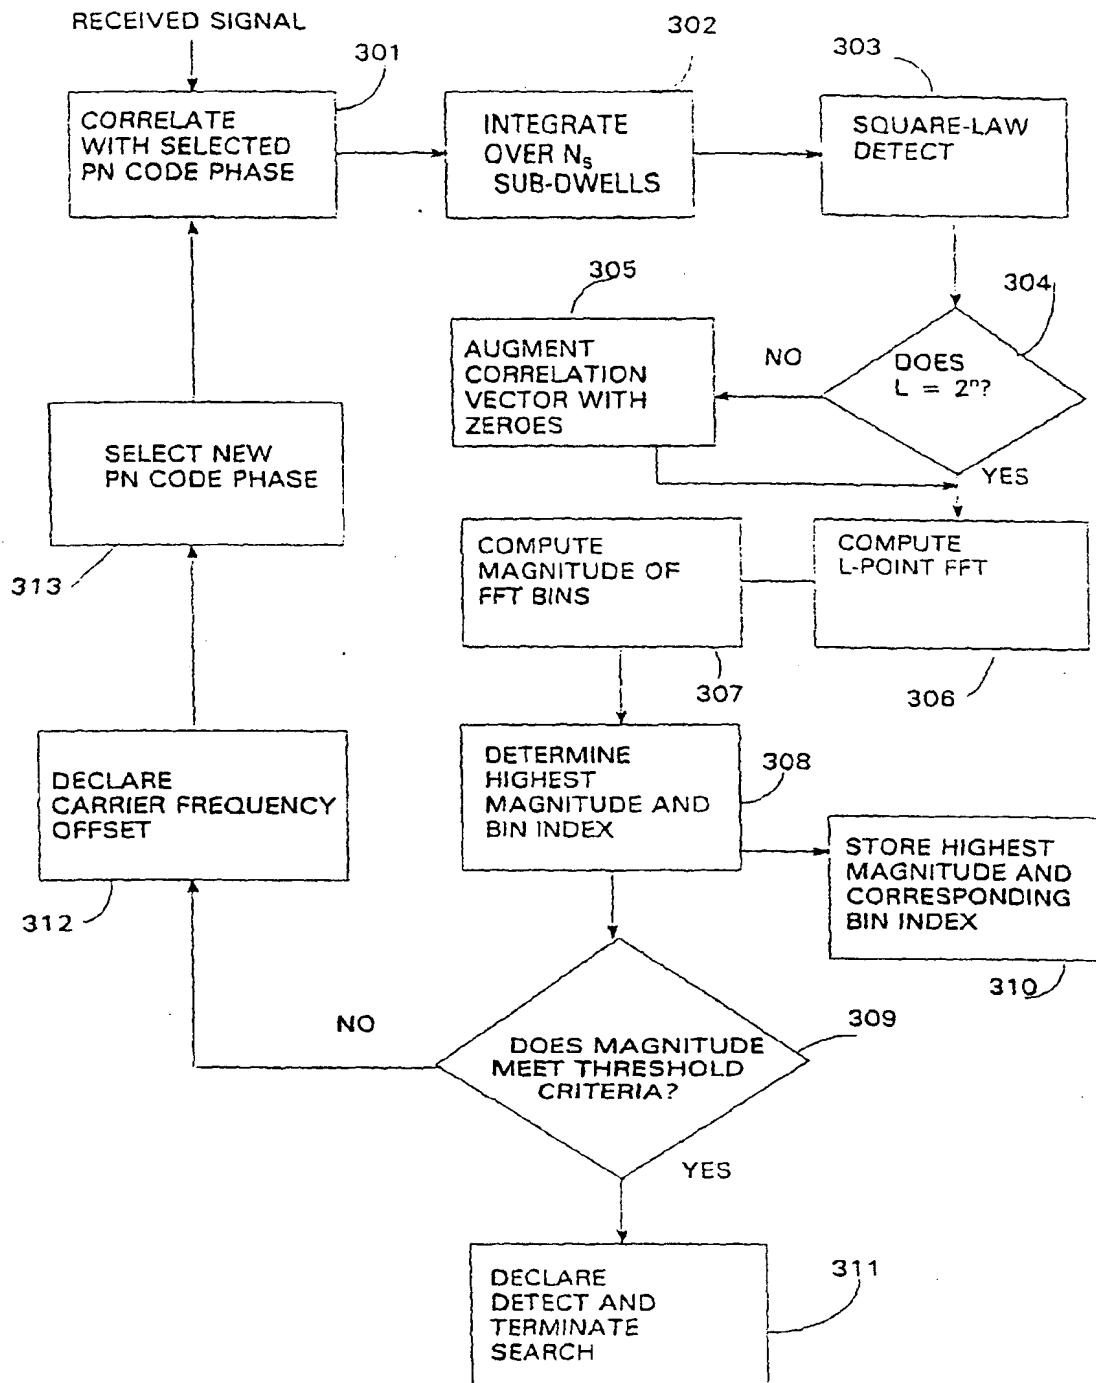 RECEIVED SIGNAL
301
CORRELATE
WITH SELECTED
PN CODE PHASE
302
INTEGRATE
OVER Ns
SUB-DWELLS
303
SQUARE-LAW
DETECT
304
DOES
L = 2ⁿ?
NO
YES
305
AUGMENT
CORRELATION
VECTOR WITH
ZEROES
COMPUTE
L-POINT FFT
306
COMPUTE
MAGNITUDE OF
FFT BINS
307
DETERMINE
HIGHEST
MAGNITUDE AND
BIN INDEX
308
STORE HIGHEST
MAGNITUDE AND
CORRESPONDING
BIN INDEX
310
DOES MAGNITUDE
MEET THRESHOLD
CRITERIA?
309
NO
YES
DECLARE
DETECT AND
TERMINATE
SEARCH
311
DECLARE
CARRIER FREQUENCY
OFFSET
312
SELECT NEW
PN CODE PHASE
313